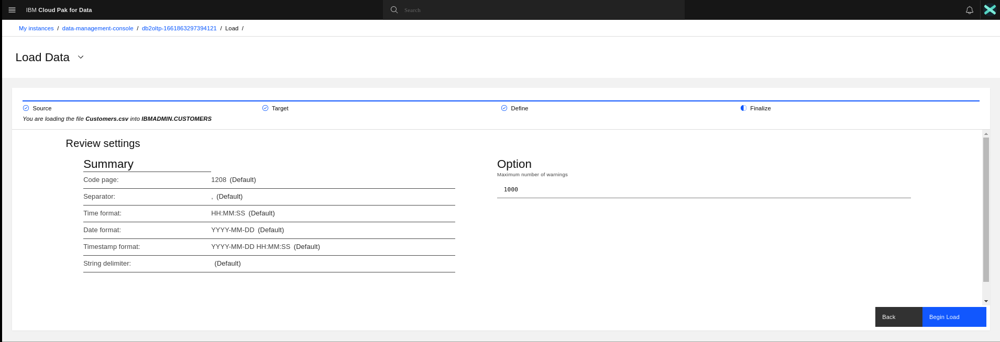 IBM Cloud Pak for Data
Search
My instances / data-management-console / db2oltp-1661863297394121 / Load /
Load Data
Source
Target
Define
Finalize
You are loading the file Customers.csv into IBMADMIN.CUSTOMERS
Review settings
Summary
Code page: 1208 (Default)
Separator: , (Default)
Time format: HH:MM:SS (Default)
Date format: YYYY-MM-DD (Default)
Timestamp format: YYYY-MM-DD HH:MM:SS (Default)
String delimiter: (Default)
Option
Maximum number of warnings
1000
Back
Begin Load